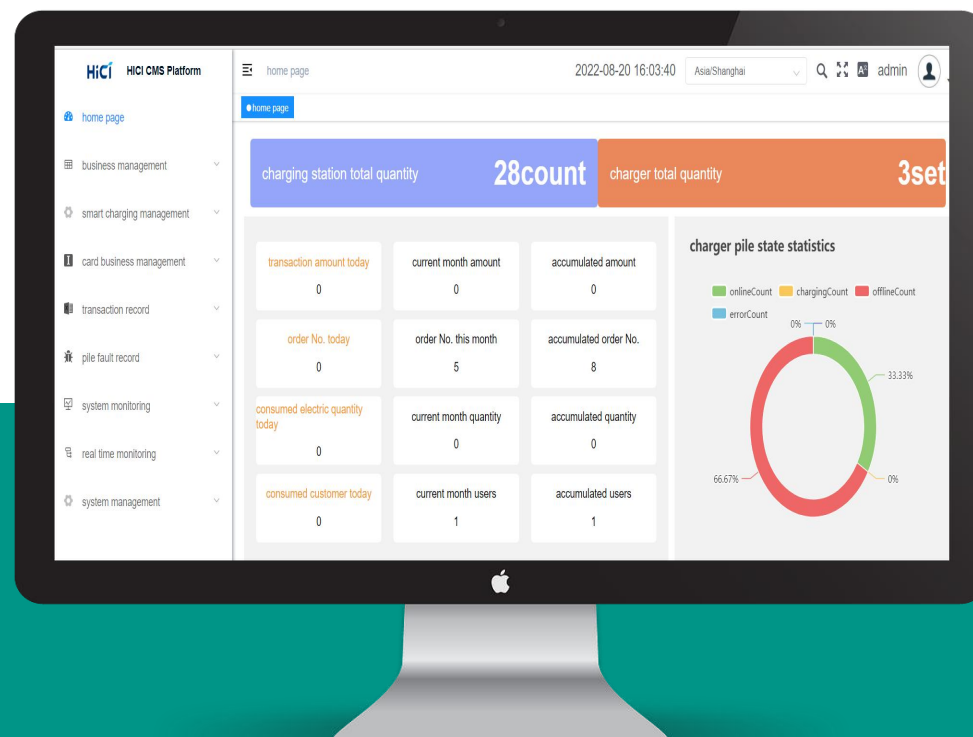 HiCi HICI CMS Platform
home page 2022-08-20 16:03:40 Asia/Shanghai admin
home page
home page
business management
smart charging management
card business management
transaction record
pile fault record
system monitoring
real time monitoring
system management
charging station total quantity 28count
charger total quantity 3set
transaction amount today
0
current month amount
0
accumulated amount
0
order No. today
0
order No. this month
5
accumulated order No.
8
consumed electric quantity
today
0
current month quantity
0
accumulated quantity
0
consumed customer today
0
current month users
1
accumulated users
1
charger pile state statistics
onlineCount chargingCount offlineCount
errorCount
0% 0%
33.33%
66.67% 0%